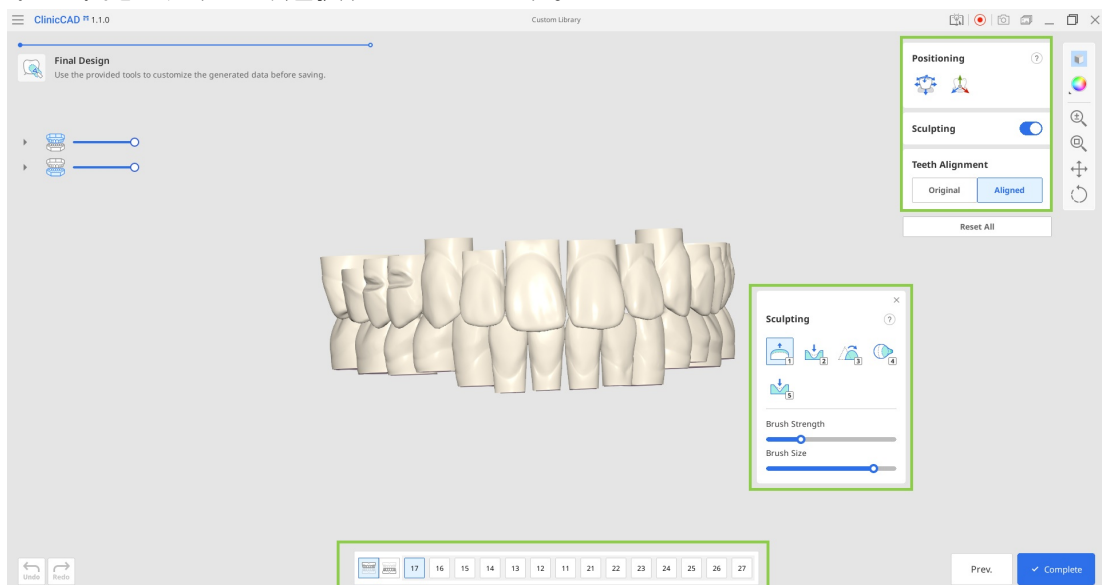 ClinicCAD 1.1.0
Custom Library
Final Design
Use the provided tools to customize the generated data before saving.
Positioning
?
Sculpting
Teeth Alignment
Original Aligned
Reset All
Sculpting
?
1 2 3 4
5
Brush Strength
Brush Size
Undo Redo
17 16 15 14 13 12 11 21 22 23 24 25 26 27
Prev. Complete